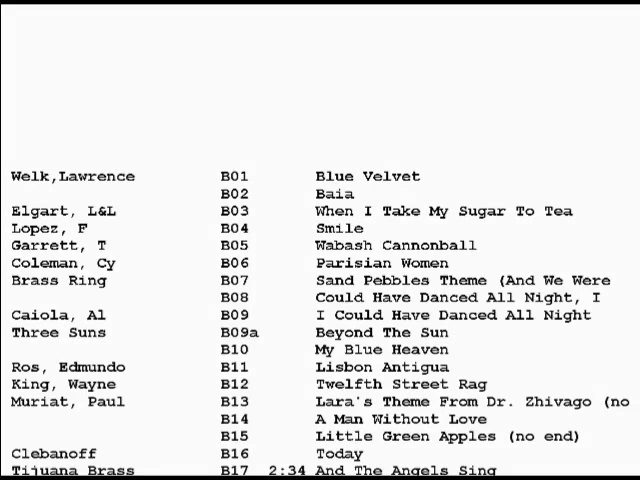 Welk,Lawrence B01 Blue Velvet
B02 Baia
Elgart, L&L B03 When I Take My Sugar To Tea
Lopez, F B04 Smile
Garrett, T B05 Wabash Cannonball
Coleman, Cy B06 Parisian Women
Brass Ring B07 Sand Pebbles Theme (And We Were
B08 Could Have Danced All Night, I
Caiola, Al B09 I Could Have Danced All Night
Three Suns B09a Beyond The Sun
B10 My Blue Heaven
Ros, Edmundo B11 Lisbon Antigua
King, Wayne B12 Twelfth Street Rag
Muriat, Paul B13 Lara's Theme From Dr. Zhivago (no
B14 A Man Without Love
B15 Little Green Apples (no end)
Clebanoff B16 Today
Tijuana Brass B17 2:34 And The Angels Sing